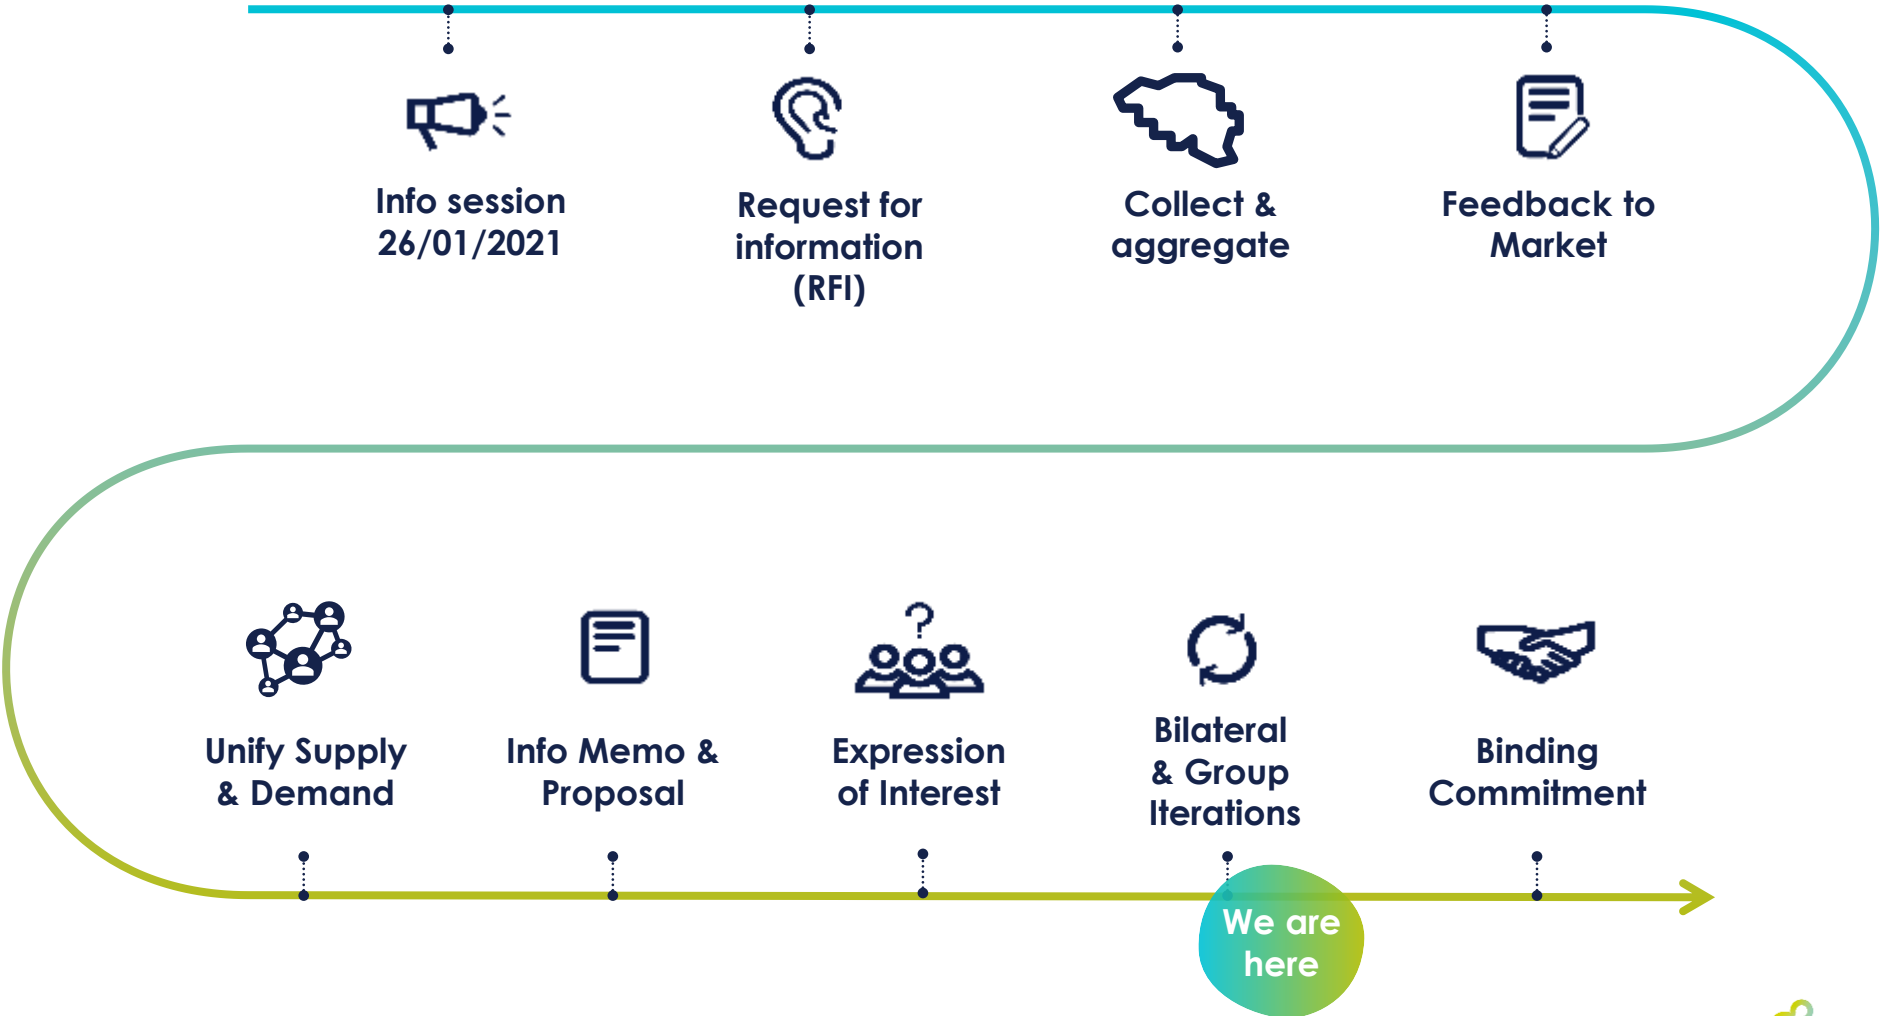 Info session
26/01/2021
Request for
information
(RFI)
Collect &
aggregate
Feedback to
Market
Unify Supply
& Demand
Info Memo &
Proposal
?
Expression
of Interest
Bilateral
& Group
Iterations
Binding
Commitment
We are
here